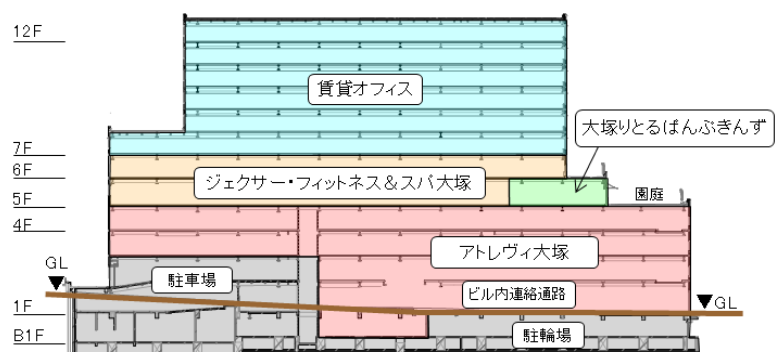 12F
賃貸オフィス
大塚りとるぱんぷきんず
7F
6F
ジェクサー・フィットネス＆スパ大塚
園庭
5F
4F
アトレヴィ大塚
GL
駐車場
ビル内連絡通路
GL
1F
駐輪場
B1F